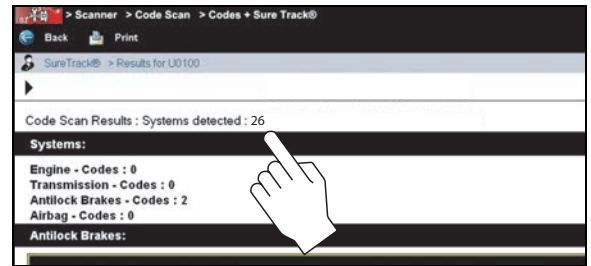 > Scanner > Code Scan > Codes + Sure Track®
Back Print
SureTrack® > Results for U0100
Code Scan Results : Systems detected : 26
Systems:
Engine - Codes : 0
Transmission - Codes : 0
Antilock Brakes - Codes : 2
Airbag - Codes : 0
Antilock Brakes: